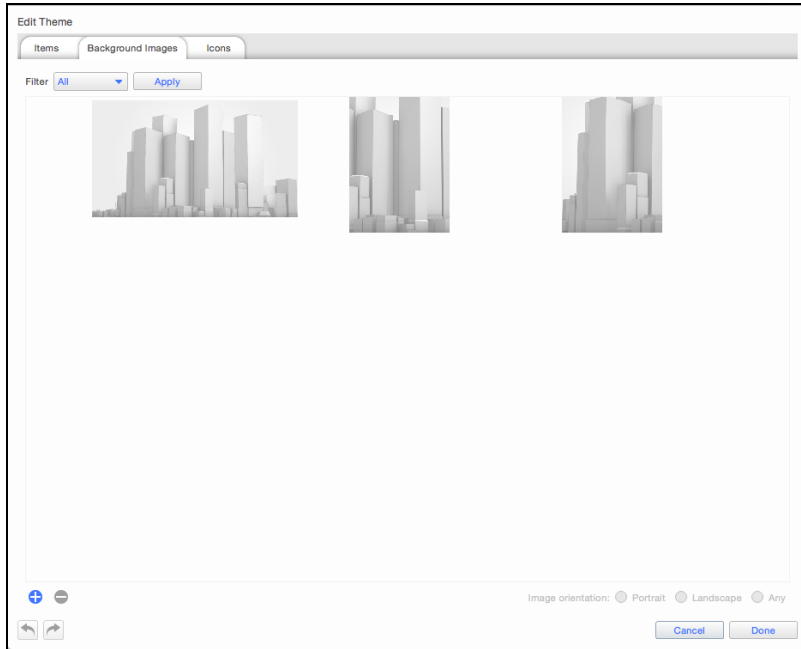 Edit Theme
Items Background Images Icons
Filter All Apply
Image orientation: Portrait Landscape Any
Cancel Done